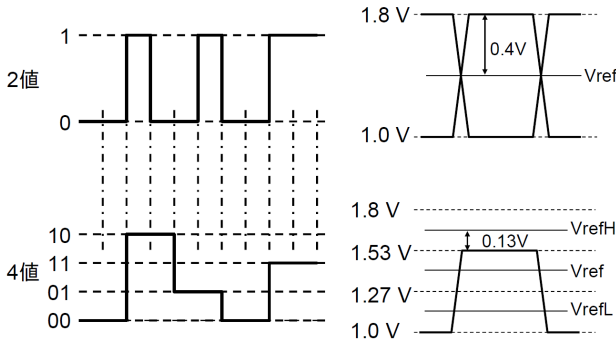 1
2値
0
10
11
4値
01
00
1.8 V
0.4V
Vref
1.0 V
1.8 V
VrefH
0.13V
1.53 V
Vref
1.27 V
VrefL
1.0 V